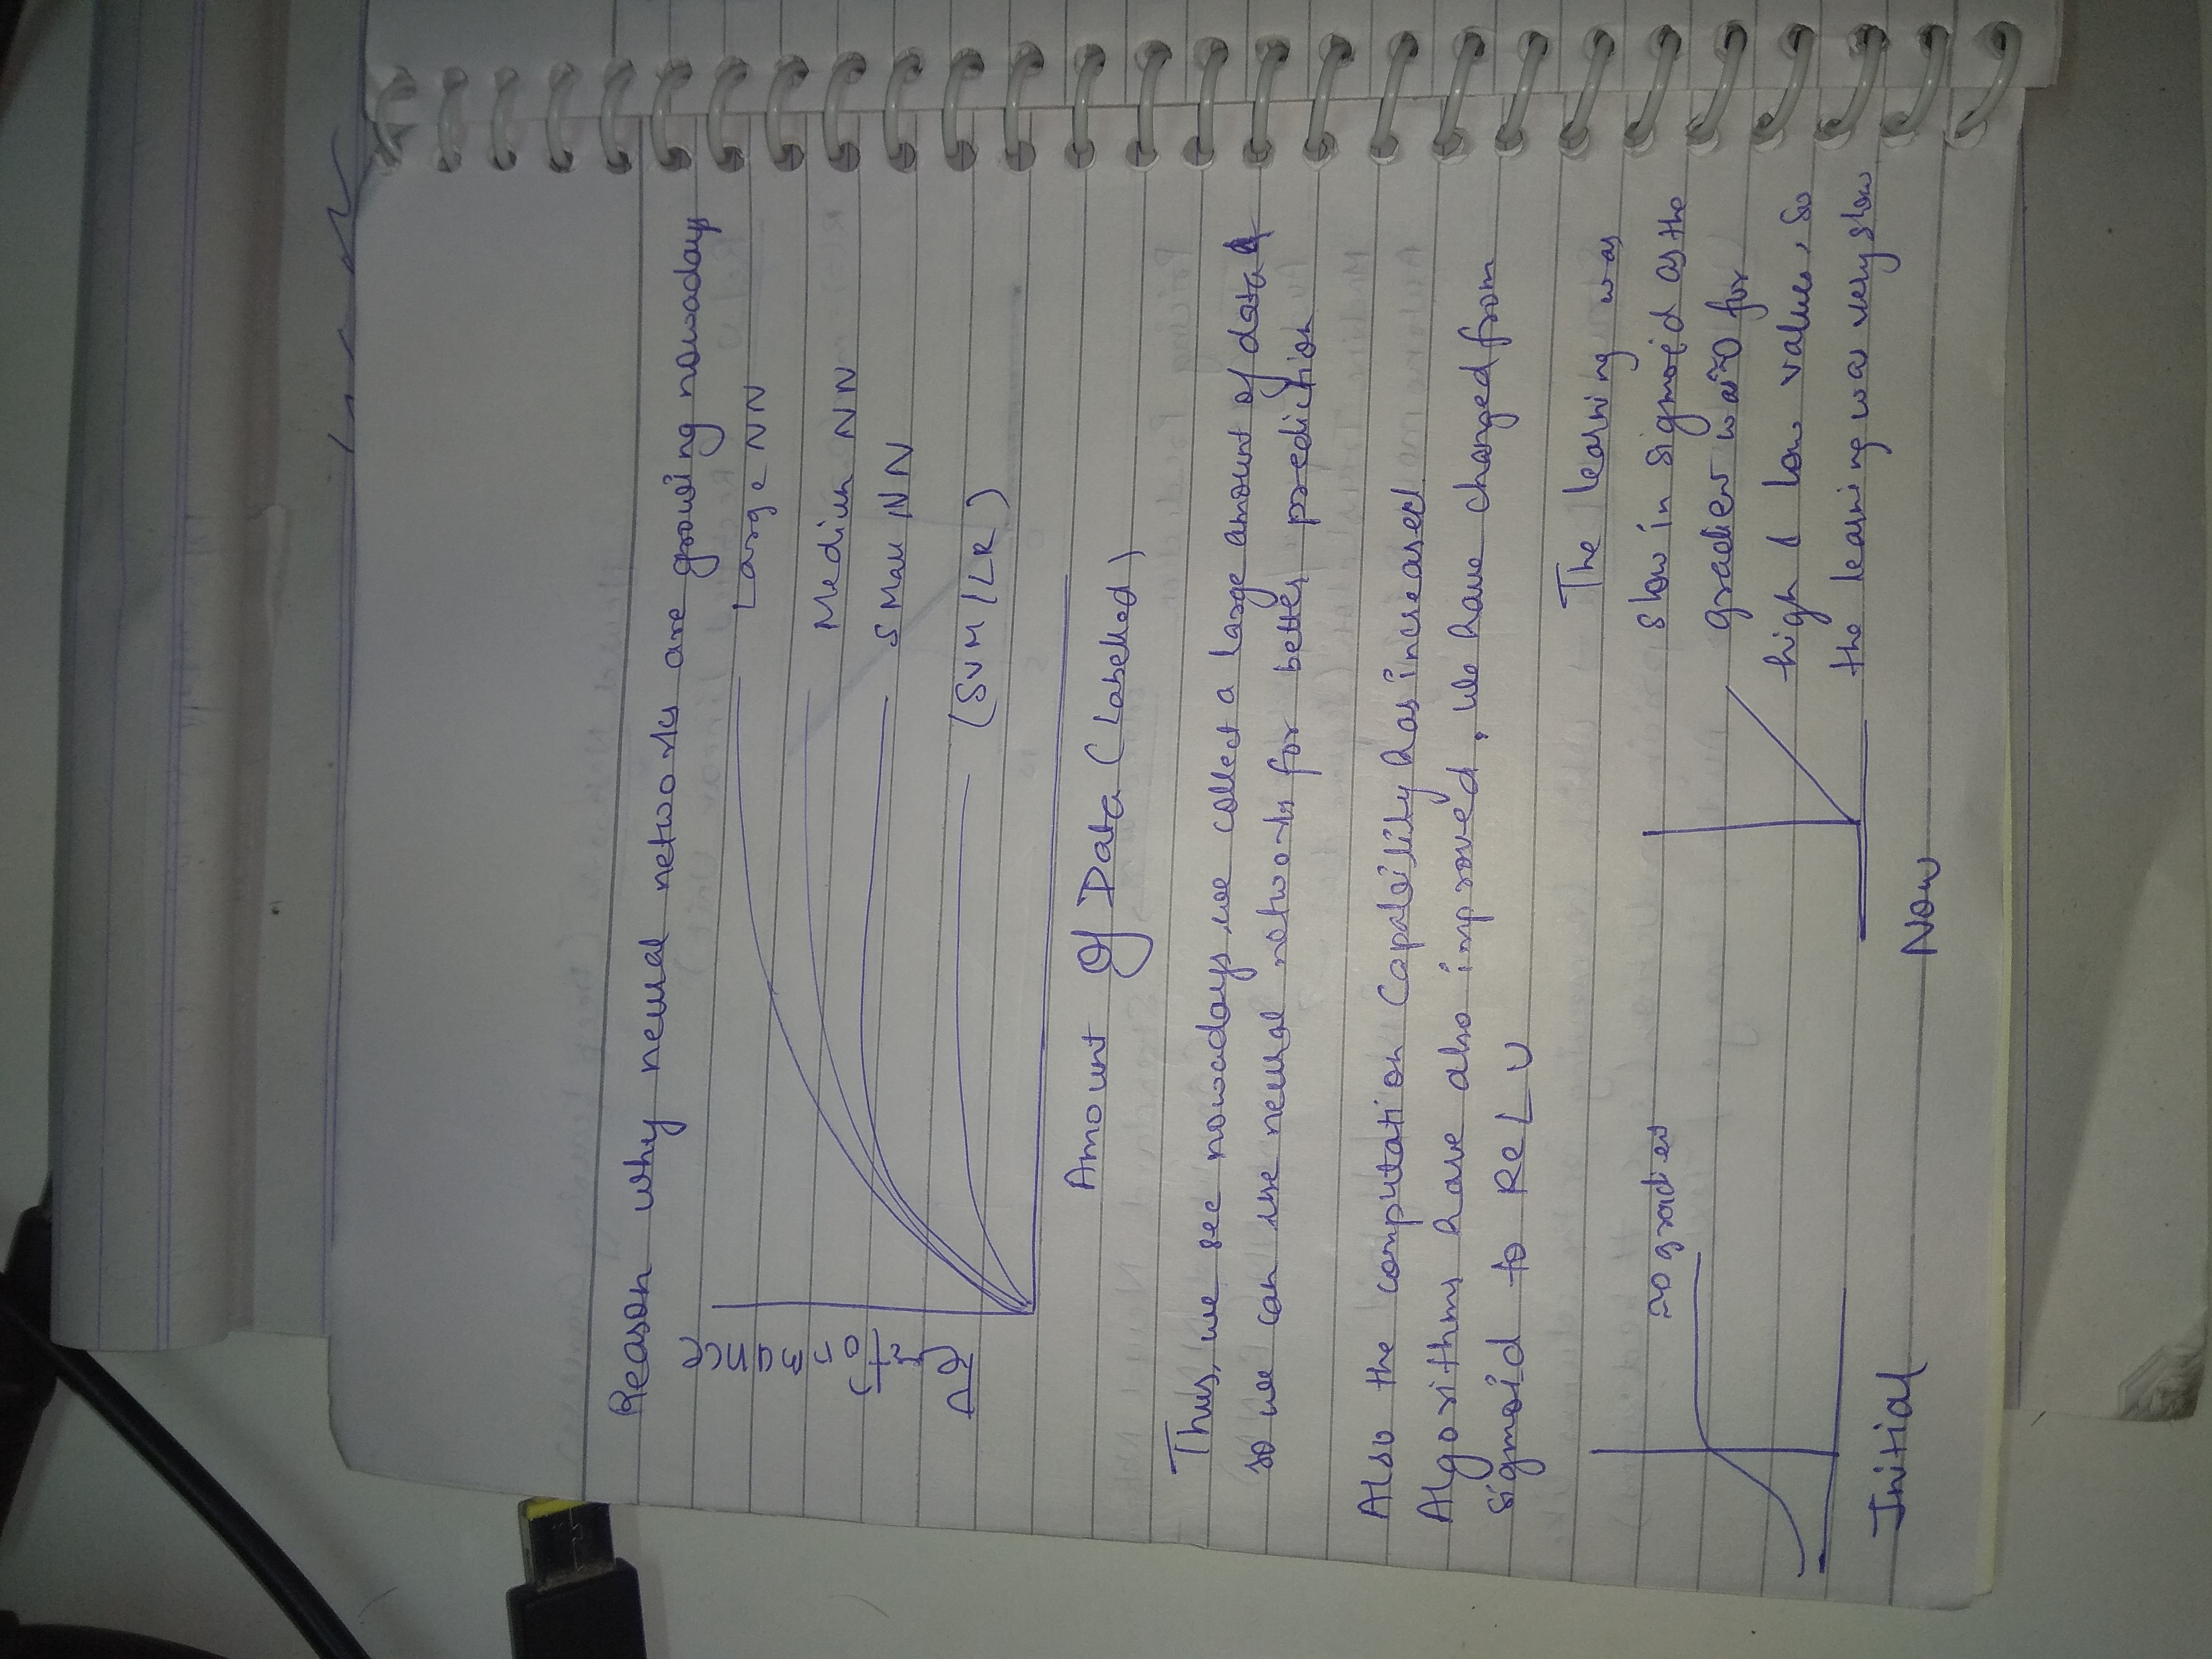 Reason why neural networks are growing nowadays
Large NN
Medium NN
Small NN
(SVM / LR)
Amount Of Data (Labelled)
Thus, we see nowadays we collect a large amount of data
so we can use neural networks for better prediction
Also the computation Capability has increased
Algorithms have also improved, we have changed from
sigmoid to ReLU
The learning was
slow in sigmoid as the
gradient was ≈0 for
high & low values, so
the learning was very slow
≈0 gradient
Initial
Now